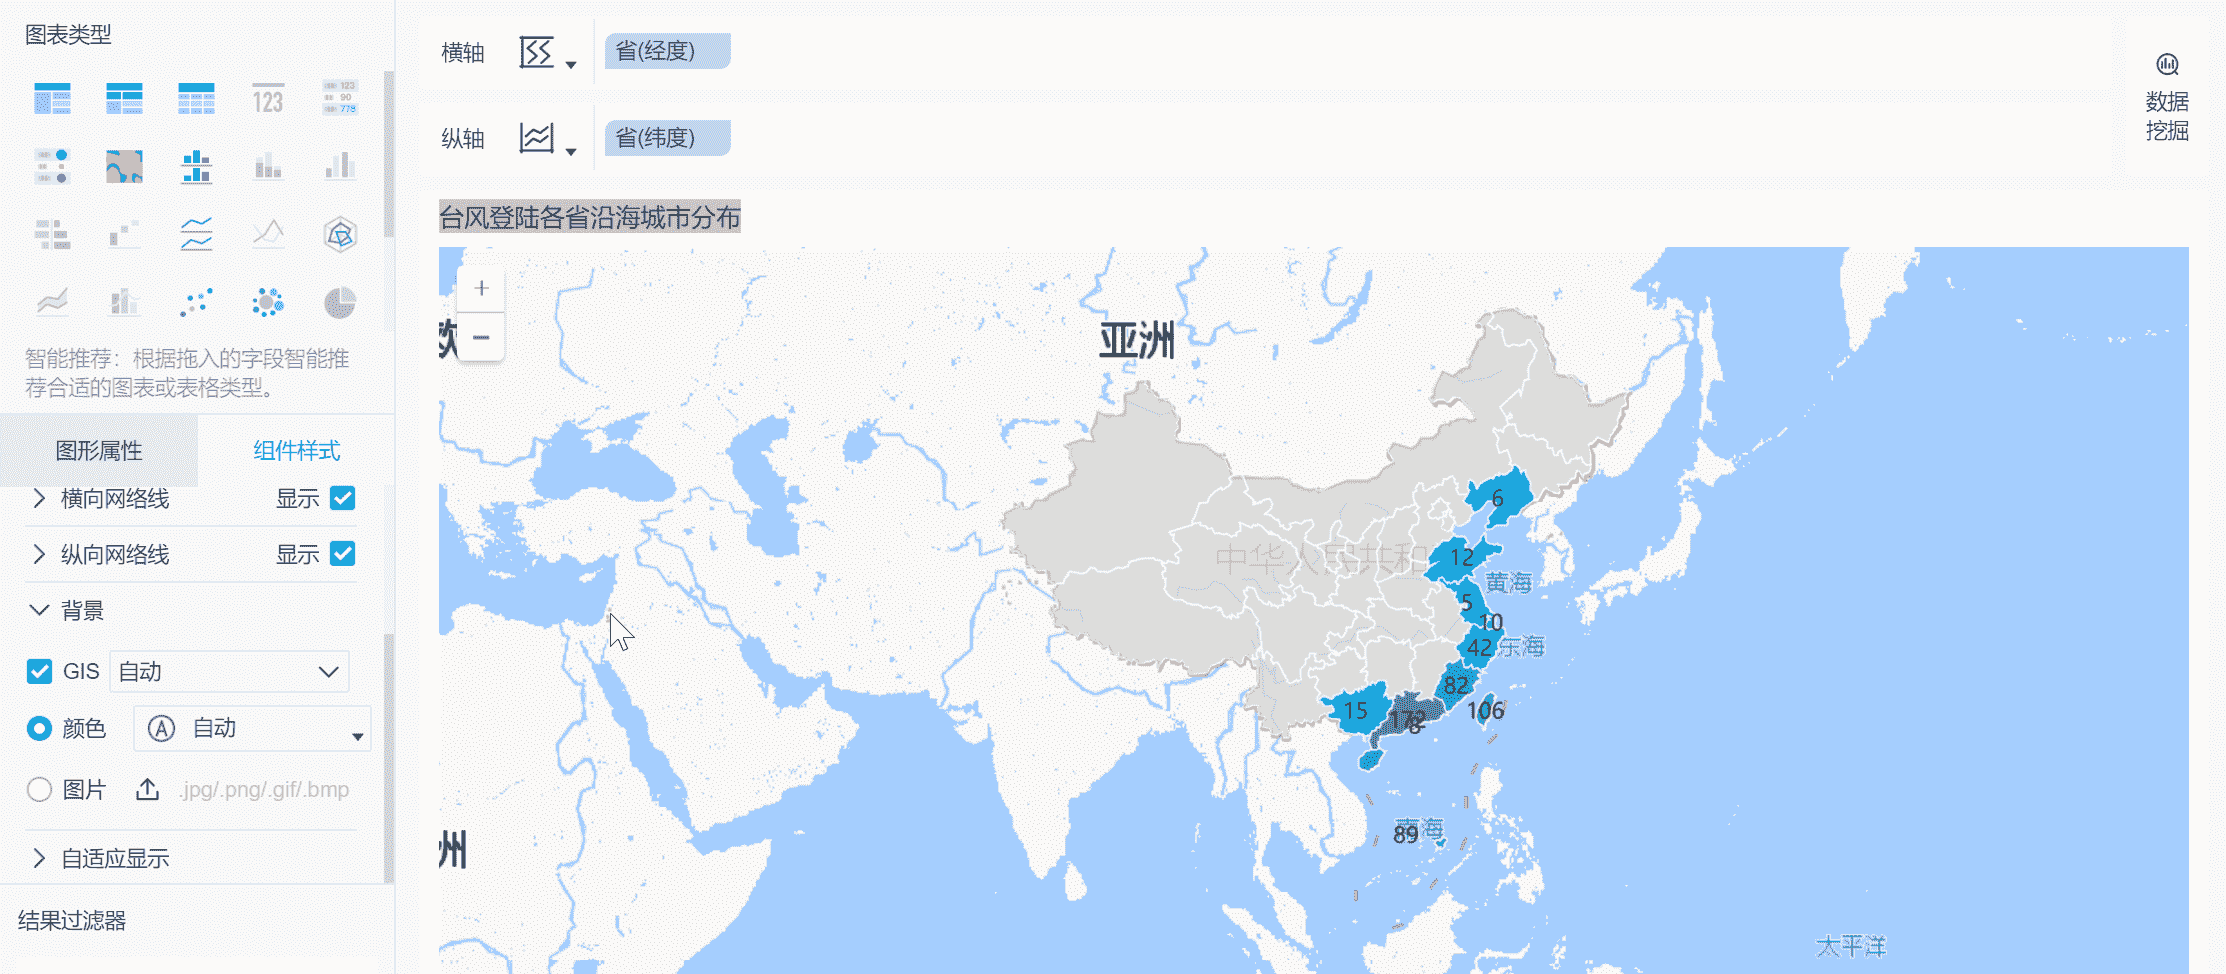 图表类型
123
123
90
778
智能推荐：根据拖入的字段智能推
荐合适的图表或表格类型。
图形属性
组件样式
横向网络线 显示
纵向网络线 显示
背景
GIS 自动
颜色 A 自动
图片 .jpg/.png/.gif/.bmp
自适应显示
结果过滤器
横轴 省(经度)
纵轴 省(纬度)
数据
挖掘
台风登陆各省沿海城市分布
+
−
亚洲
中华人民共和
6
12
黄海
5
10
42
东海
82
15
172
8
106
南海
89
洲
太平洋